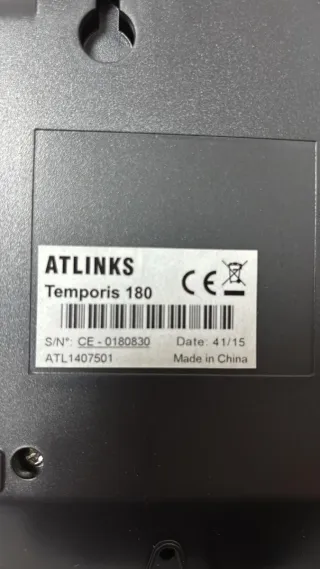 ATLINKS
Temporis 180
CE
S/N°: CE - 0180830 Date: 41/15
ATL1407501 Made in China